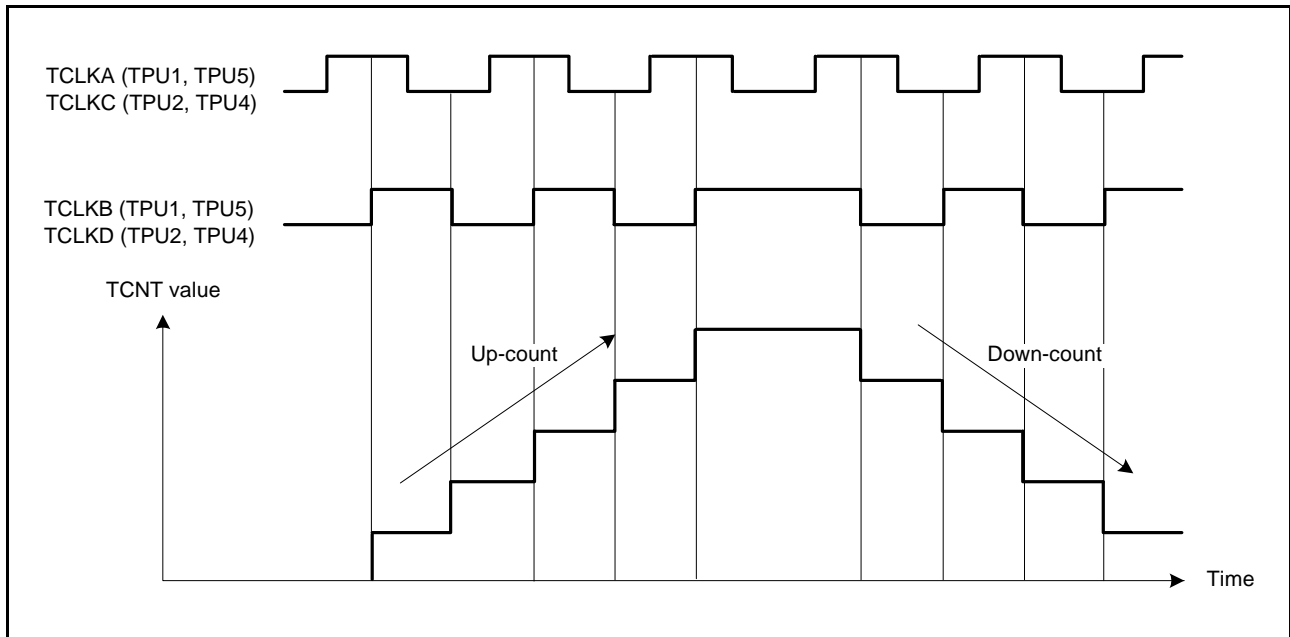 TCLKA (TPU1, TPU5)
TCLKC (TPU2, TPU4)
TCLKB (TPU1, TPU5)
TCLKD (TPU2, TPU4)
TCNT value
Up-count
Down-count
Time